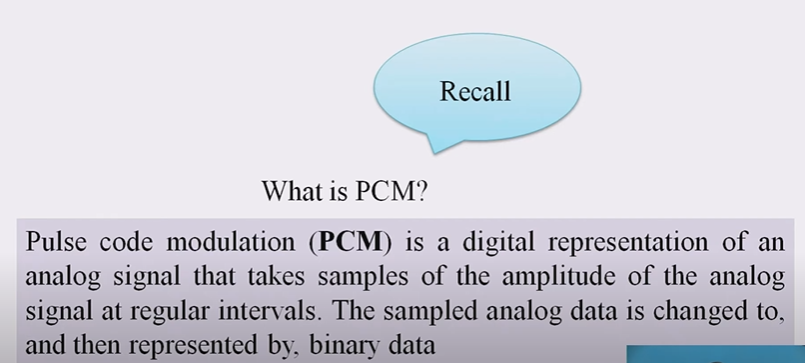 Recall
What is PCM?
Pulse code modulation (PCM) is a digital representation of an
analog signal that takes samples of the amplitude of the analog
signal at regular intervals. The sampled analog data is changed to,
and then represented by, binary data